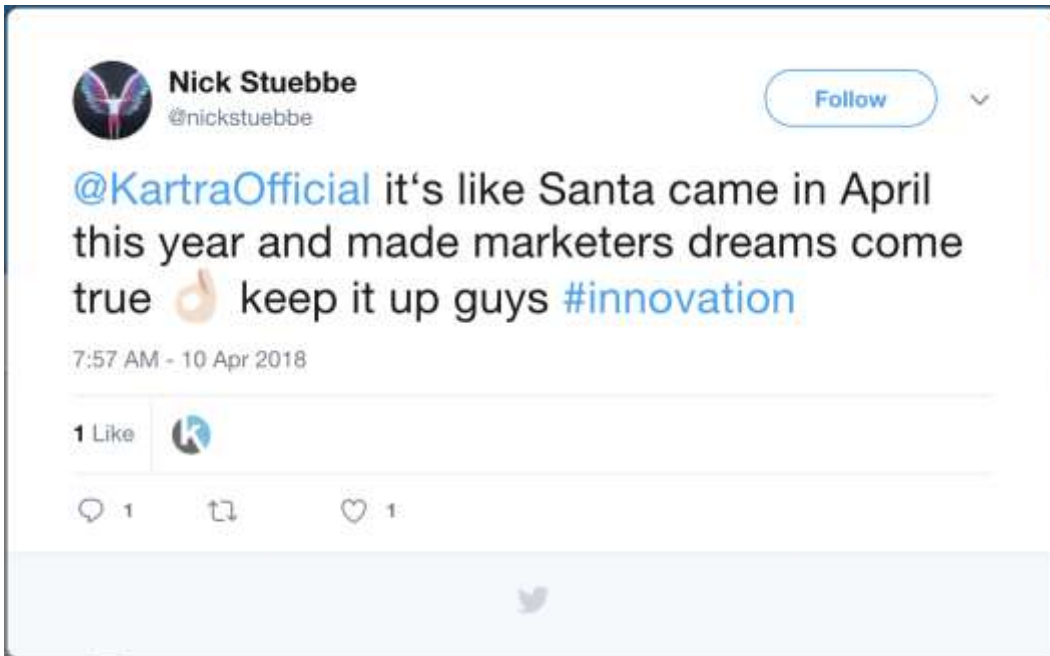 Nick Stuebbe
@nickstuebbe
Follow
@KartraOfficial it‘s like Santa came in April
this year and made marketers dreams come
true 👌🏻 keep it up guys #innovation
7:57 AM - 10 Apr 2018
1 Like
k
1
1